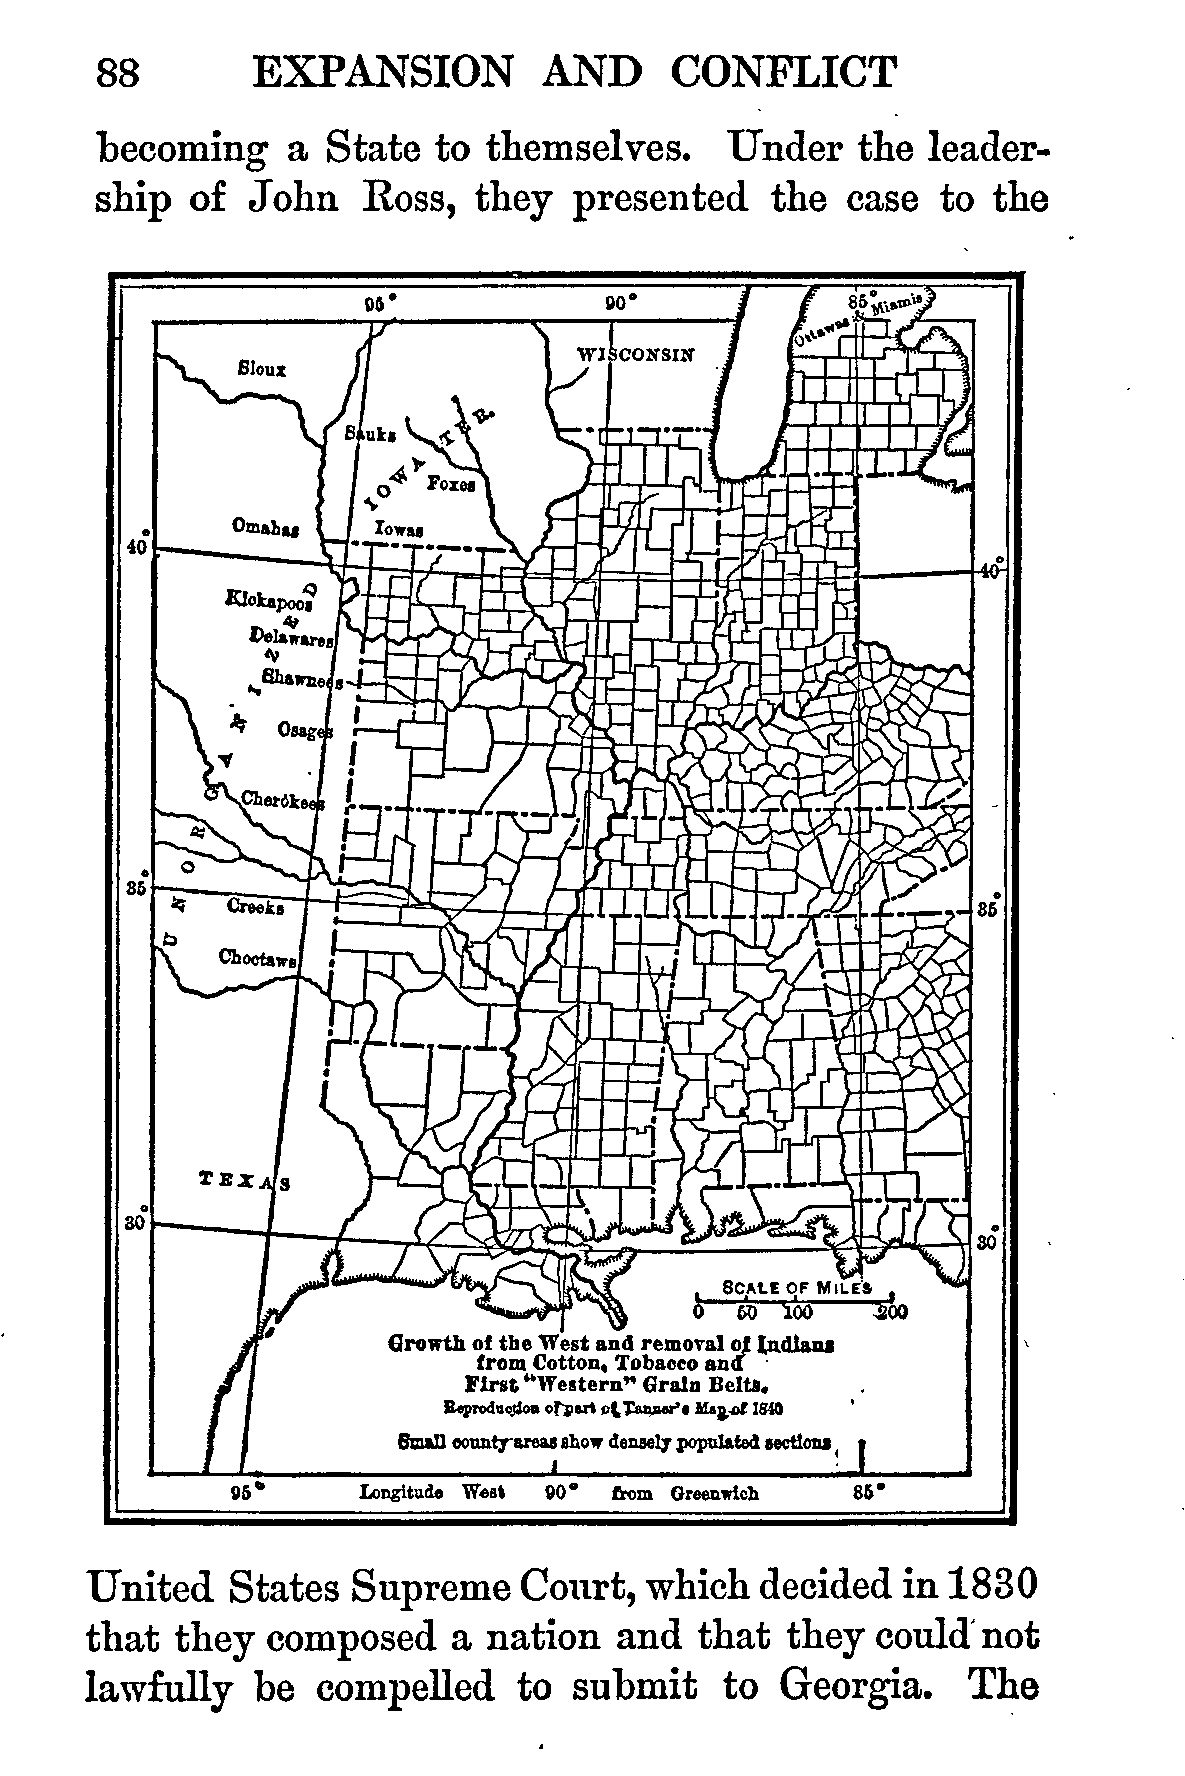 88 EXPANSION AND CONFLICT
becoming a State to themselves. Under the leader-
ship of John Ross, they presented the case to the
95° 90° 85°
Ottawas & Miamis
Sioux
WISCONSIN
Sauks
IOWA TER.
Foxes
Omahas
Iowas
40° 40°
Kickapoos
Delawares
Shawnees
Osages
Cherokees
UNORGANIZED
35° 35°
Creeks
Choctaws
TEXAS
30° 30°
SCALE OF MILES
0 50 100 200
Growth of the West and removal of Indians
from Cotton, Tobacco and
First "Western" Grain Belts.
Reproduction of part of Tanner's Map of 1840
Small county areas show densely populated sections
95° Longitude West 90° from Greenwich 85°
United States Supreme Court, which decided in 1830
that they composed a nation and that they could not
lawfully be compelled to submit to Georgia. The